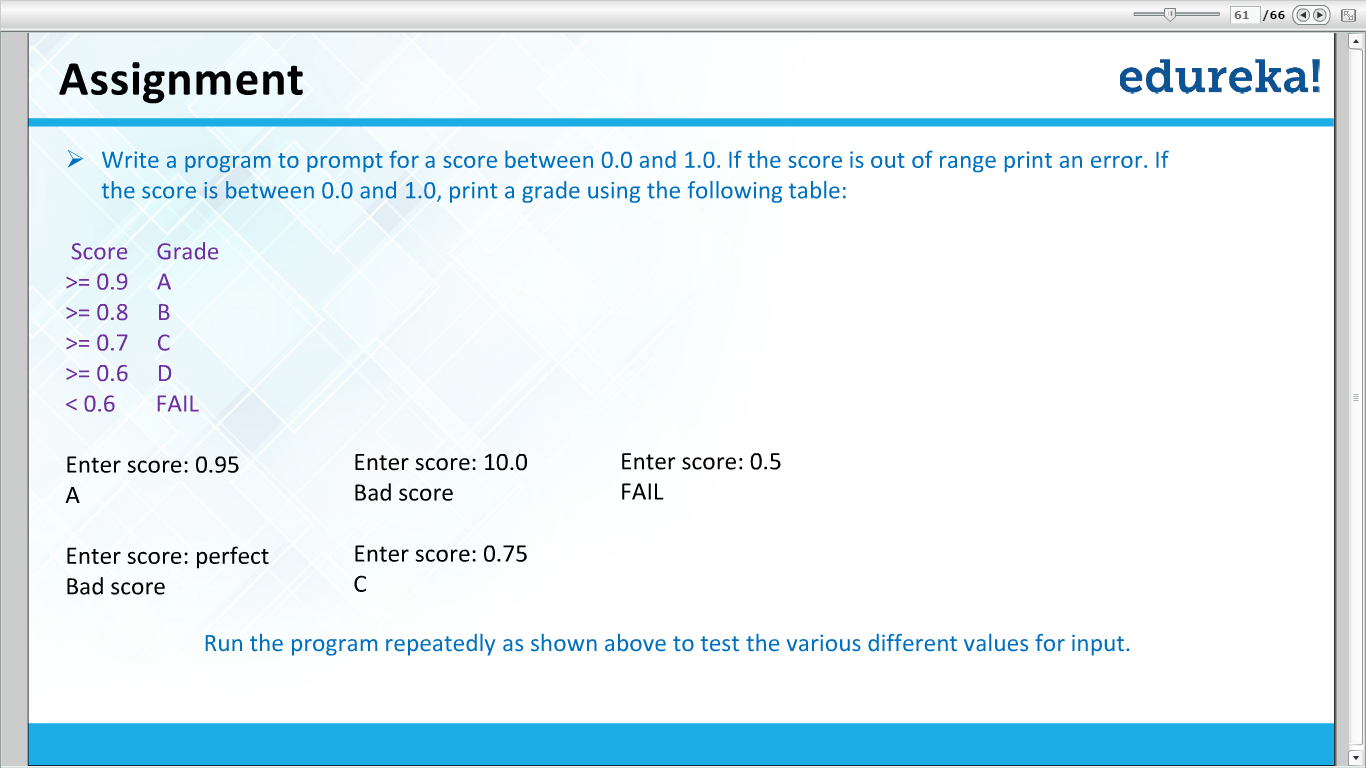 61 /66
Assignment
edureka!
Write a program to prompt for a score between 0.0 and 1.0. If the score is out of range print an error. If
the score is between 0.0 and 1.0, print a grade using the following table:
Score Grade
>= 0.9 A
>= 0.8 B
>= 0.7 C
>= 0.6 D
< 0.6 FAIL
Enter score: 0.95
A
Enter score: 10.0
Bad score
Enter score: 0.5
FAIL
Enter score: perfect
Bad score
Enter score: 0.75
C
Run the program repeatedly as shown above to test the various different values for input.